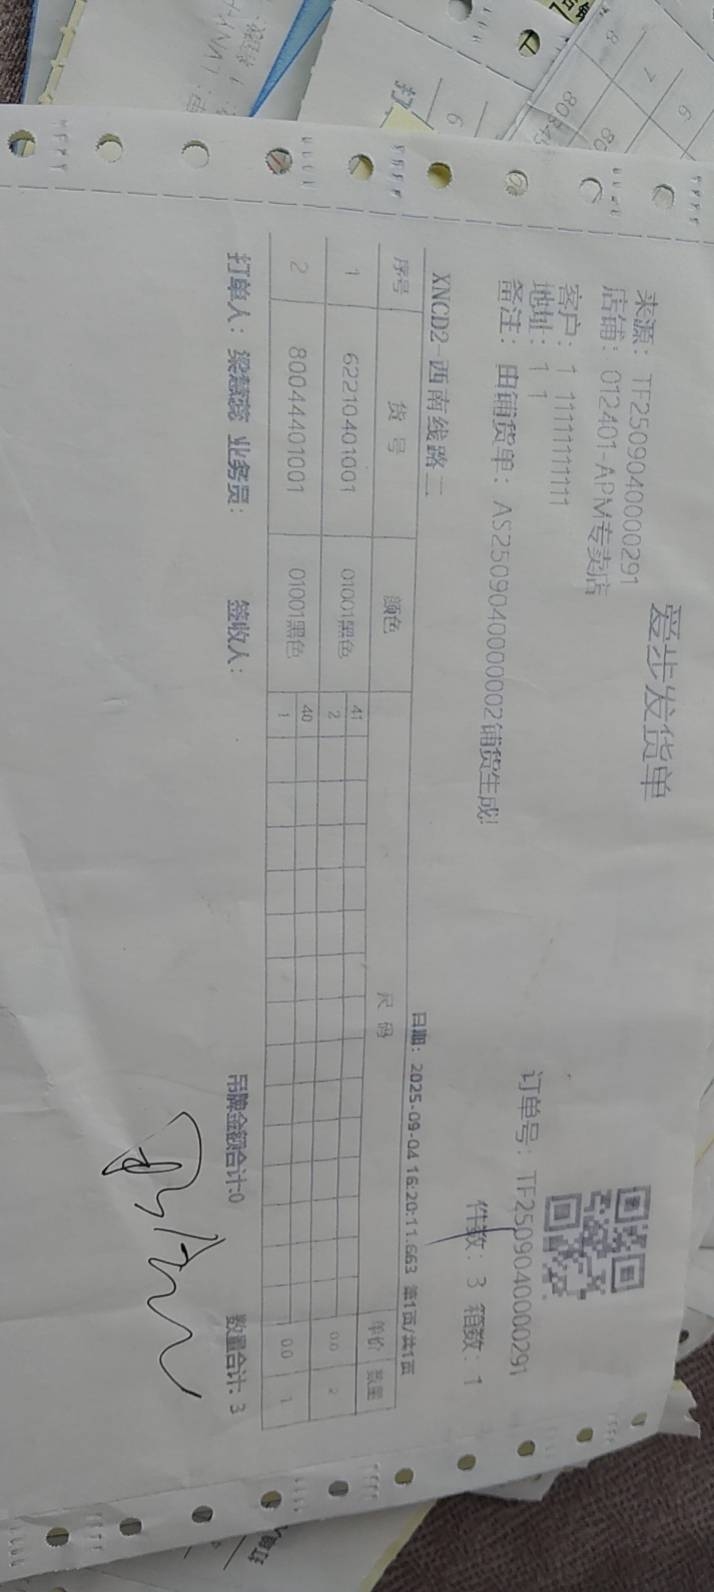 爱步发货单
来源：TF2509040000291
订单号：TF2509040000291
店铺：012401-APM专卖店
客户：1 11111111111
地址：1 1
件数：3 箱数：1
备注：由铺货单：AS2509040000002铺货生成!
XNCD2-西南线路二
日期：2025-09-04 16:20:11.663 第1页/共1页
序号 货号 颜色 尺码 单价 数量
41
1 62210401001 01001黑色 2 0.0 2
40
2 80044401001 01001黑色 1 0.0 1
打单人：梁慧蕊 业务员： 签收人： 吊牌金额合计:0 数量合计: 3